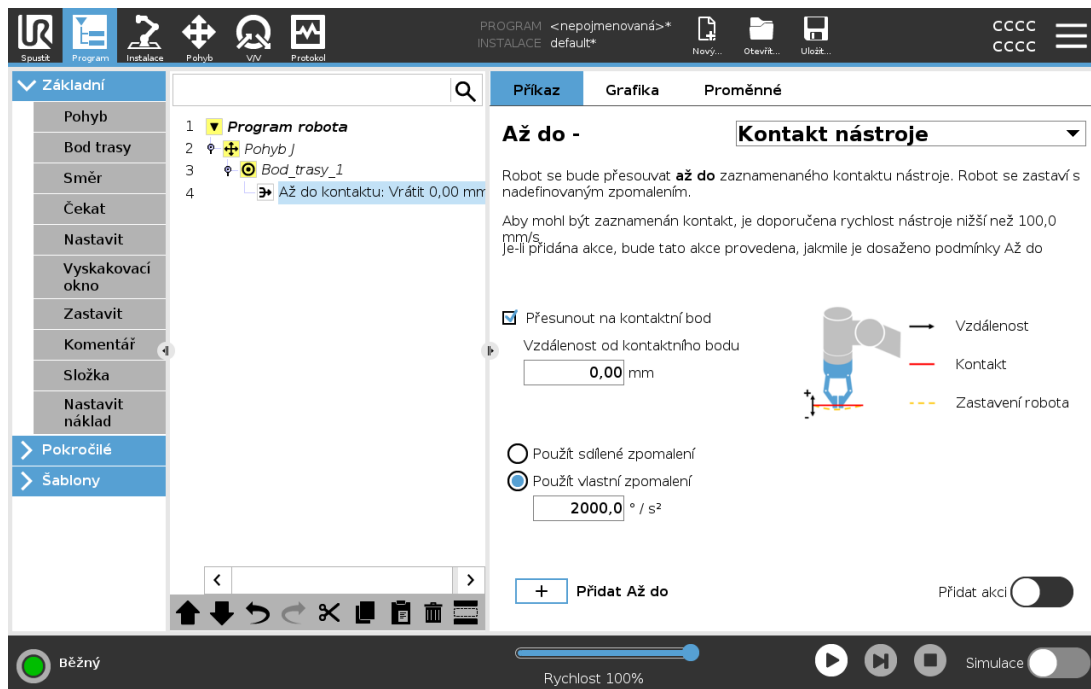 PROGRAM <nepojmenovaná>*
INSTALACE default*
CCCC
CCCC
Spustit Program Instalace Pohyb V/V Protokol
Nový... Otevřít... Uložit...
Základní
Pohyb
Bod trasy
Směr
Čekat
Nastavit
Vyskakovací
okno
Zastavit
Komentář
Složka
Nastavit
náklad
Pokročilé
Šablony
1 Program robota
2 Pohyb J
3 Bod_trasy_1
4 Až do kontaktu: Vrátit 0,00 mm
Příkaz Grafika Proměnné
Až do - Kontakt nástroje
Robot se bude přesouvat až do zaznamenaného kontaktu nástroje. Robot se zastaví s
nadefinovaným zpomalením.
Aby mohl být zaznamenán kontakt, je doporučena rychlost nástroje nižší než 100,0
mm/s.
Je-li přidána akce, bude tato akce provedena, jakmile je dosaženo podmínky Až do
Přesunout na kontaktní bod
Vzdálenost od kontaktního bodu
0,00 mm
+
-
Vzdálenost
Kontakt
Zastavení robota
Použít sdílené zpomalení
Použít vlastní zpomalení
2000,0 ° / s²
+ Přidat Až do
Přidat akci
Běžný
Rychlost 100%
Simulace